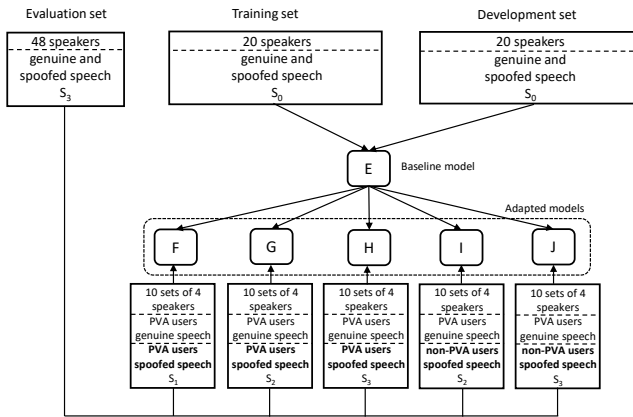 Evaluation set
Training set
Development set
48 speakers
genuine and
spoofed speech
S₃
20 speakers
genuine and
spoofed speech
S₀
20 speakers
genuine and
spoofed speech
S₀
E
Baseline model
Adapted models
F
G
H
I
J
10 sets of 4
speakers
PVA users
genuine speech
PVA users
spoofed speech
S₁
10 sets of 4
speakers
PVA users
genuine speech
PVA users
spoofed speech
S₂
10 sets of 4
speakers
PVA users
genuine speech
PVA users
spoofed speech
S₃
10 sets of 4
speakers
PVA users
genuine speech
non-PVA users
spoofed speech
S₂
10 sets of 4
speakers
PVA users
genuine speech
non-PVA users
spoofed speech
S₃